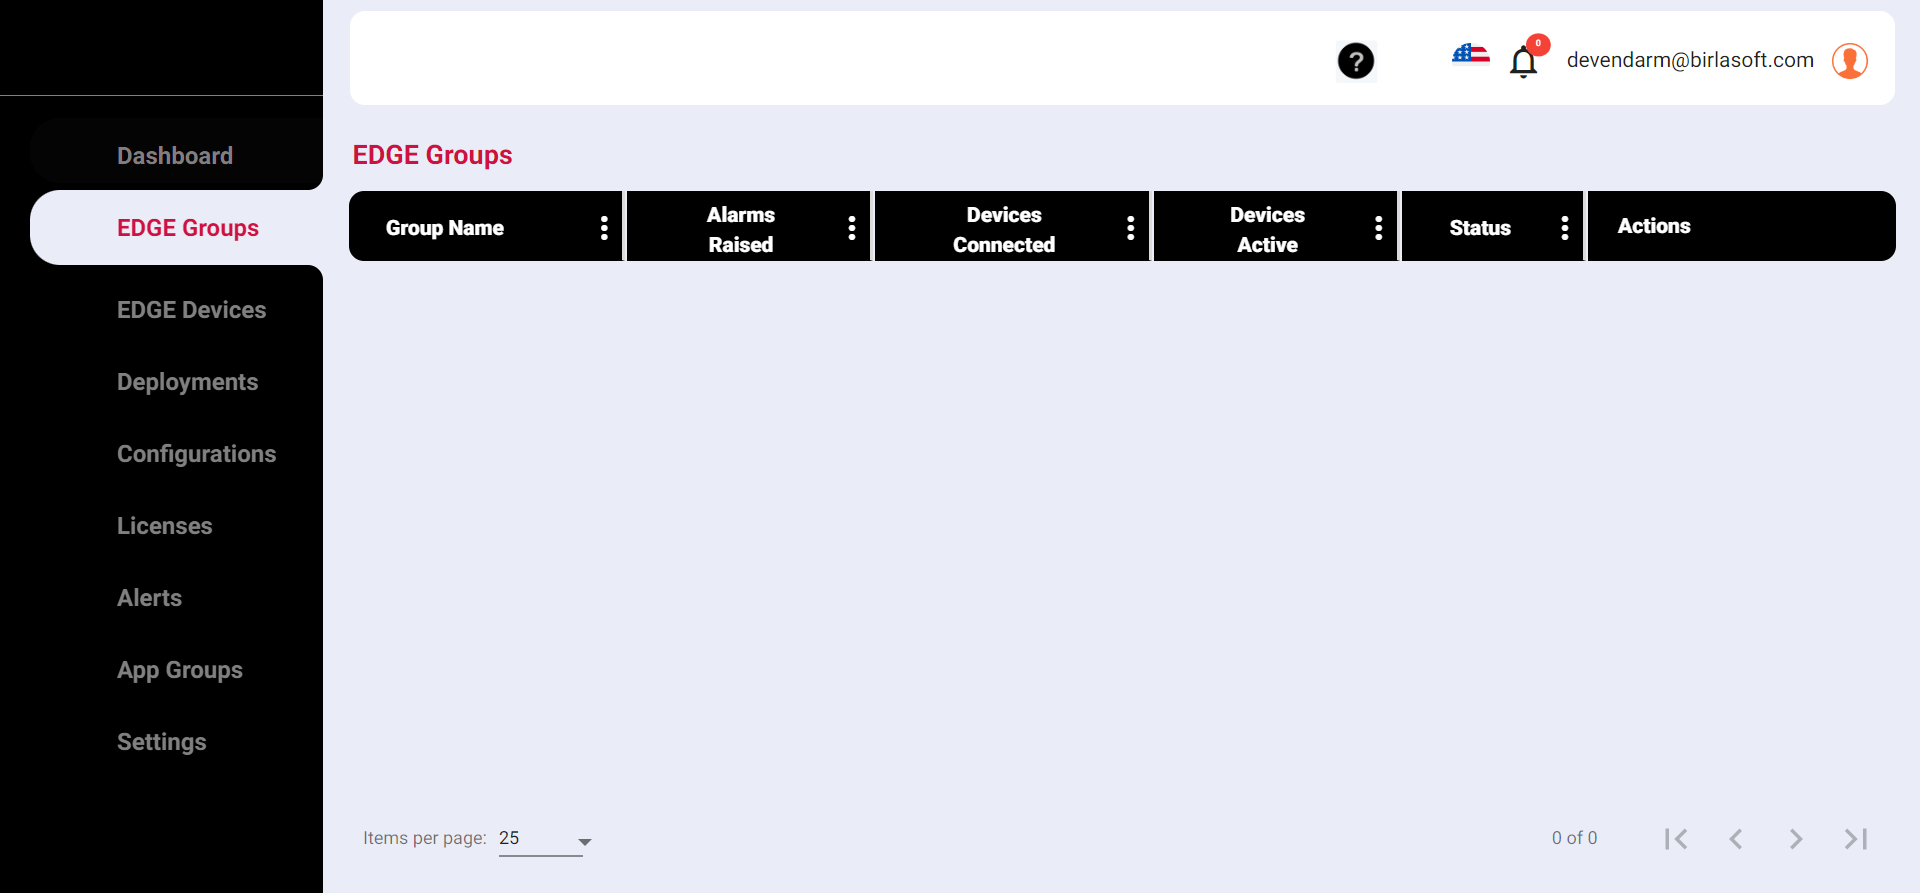 ?
0
devendarm@birlasoft.com
Dashboard
EDGE Groups
EDGE Devices
Deployments
Configurations
Licenses
Alerts
App Groups
Settings
EDGE Groups
Group Name
Alarms
Raised
Devices
Connected
Devices
Active
Status
Actions
Items per page: 25
0 of 0